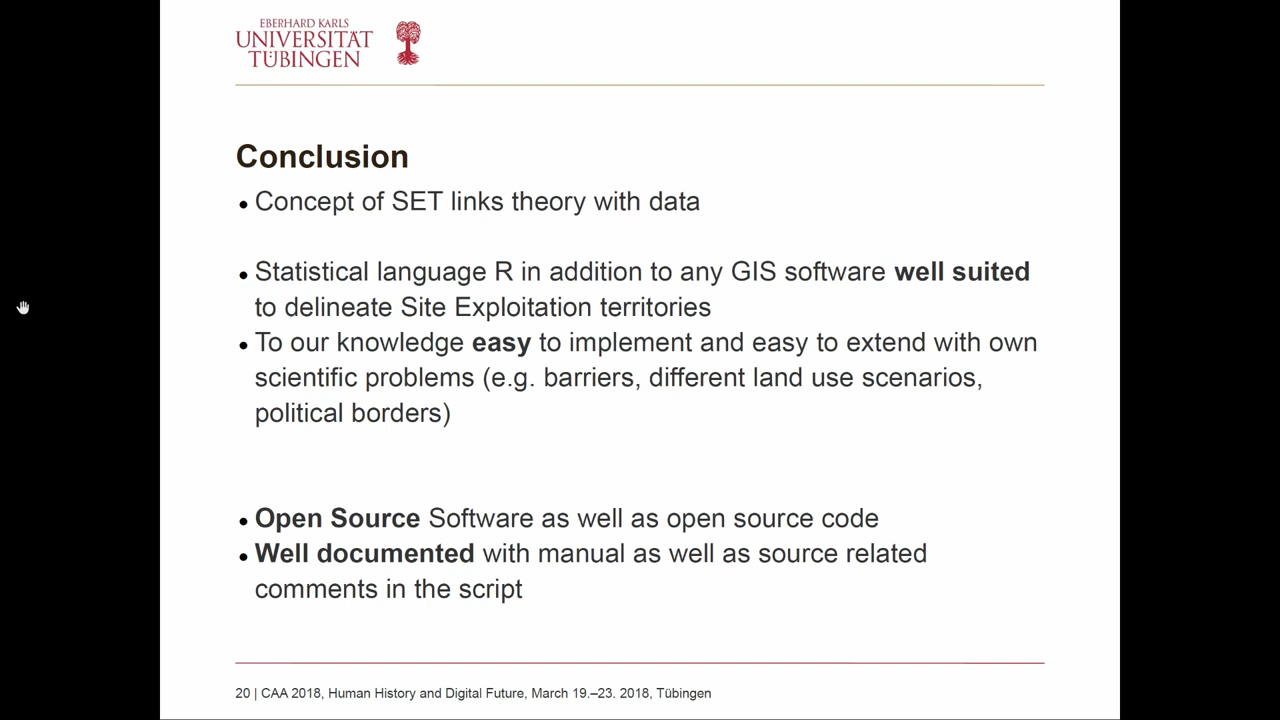 EBERHARD KARLS
UNIVERSITÄT
TÜBINGEN
Conclusion
• Concept of SET links theory with data
• Statistical language R in addition to any GIS software well suited
to delineate Site Exploitation territories
• To our knowledge easy to implement and easy to extend with own
scientific problems (e.g. barriers, different land use scenarios,
political borders)
• Open Source Software as well as open source code
• Well documented with manual as well as source related
comments in the script
20 | CAA 2018, Human History and Digital Future, March 19.–23. 2018, Tübingen